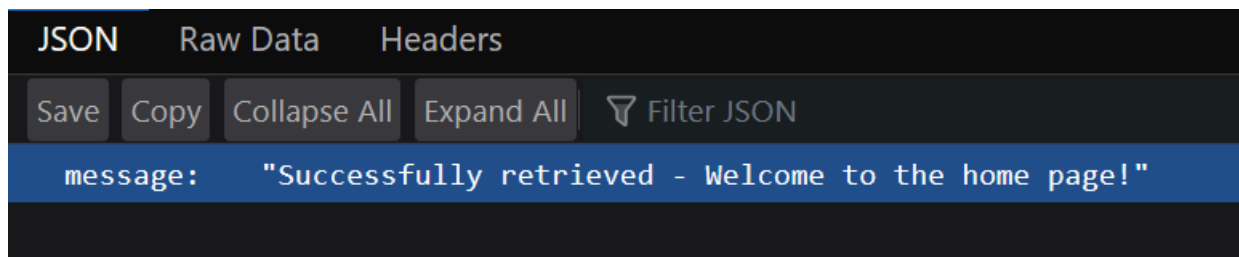 JSON Raw Data Headers
Save Copy Collapse All Expand All Filter JSON
message: "Successfully retrieved - Welcome to the home page!"